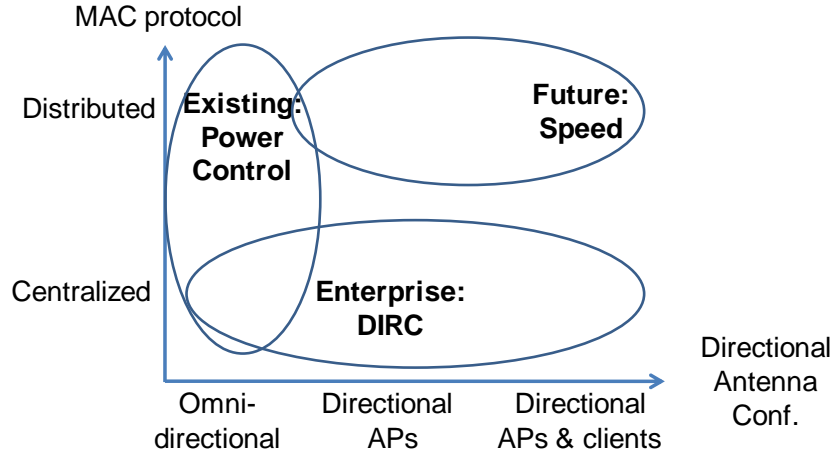 MAC protocol
Distributed
Existing:
Power
Control
Future:
Speed
Centralized
Enterprise:
DIRC
Directional
Antenna
Conf.
Omni-
directional
Directional
APs
Directional
APs & clients